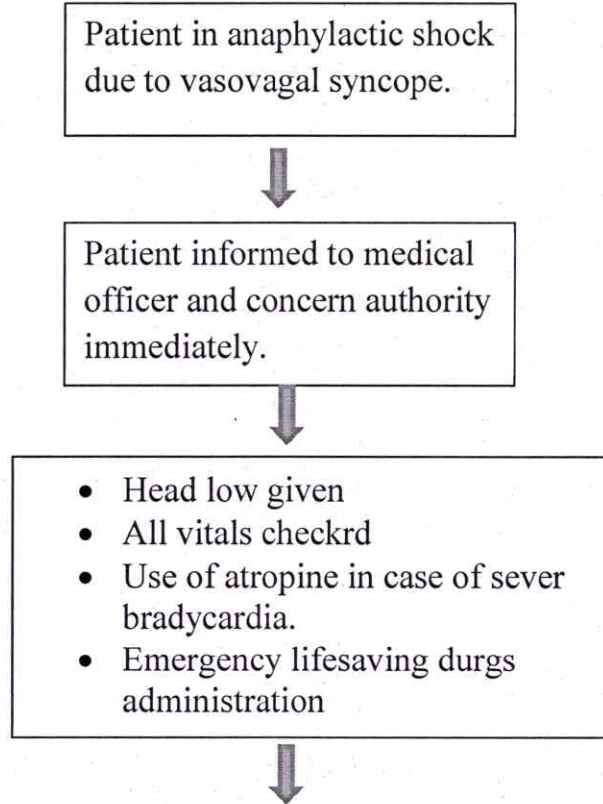 Patient in anaphylactic shock
due to vasovagal syncope.
Patient informed to medical
officer and concern authority
immediately.
• Head low given
• All vitals checkrd
• Use of atropine in case of sever
bradycardia.
• Emergency lifesaving durgs
administration